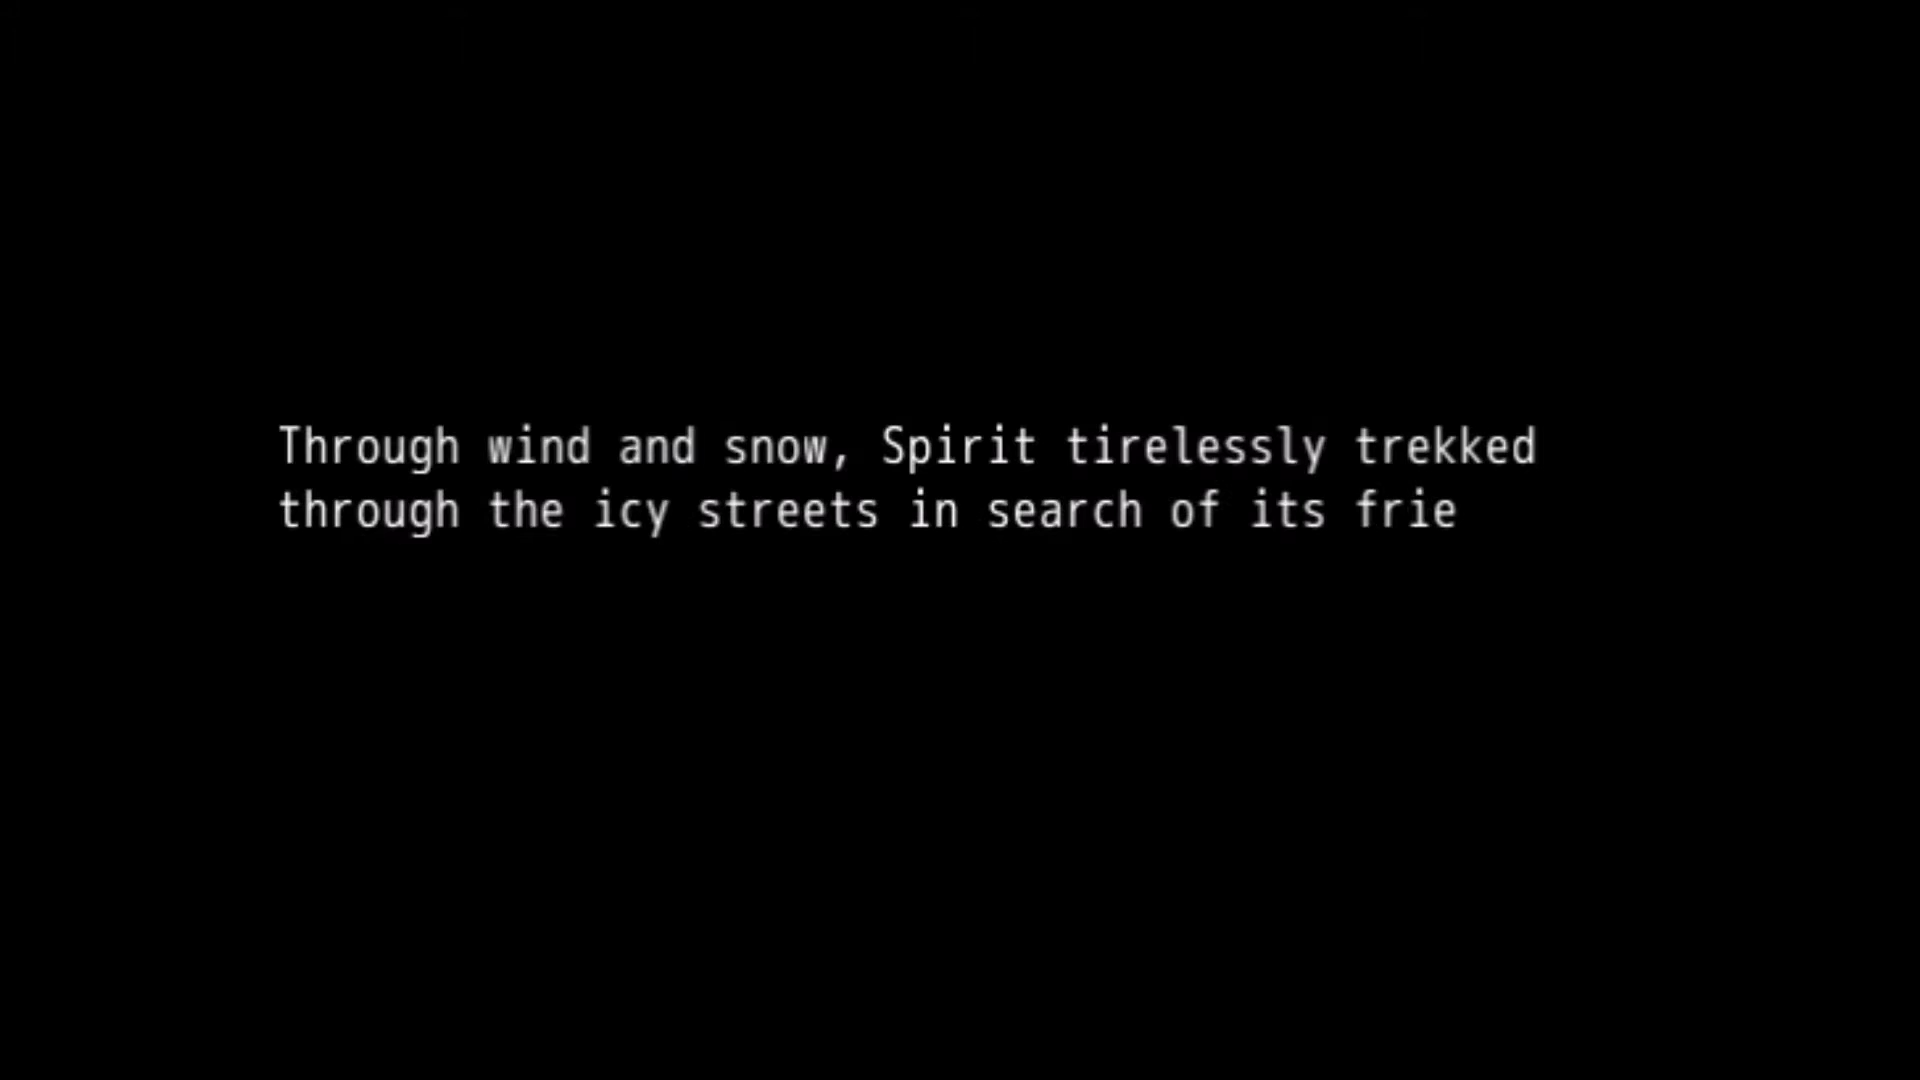 Through wind and snow, Spirit tirelessly trekked
through the icy streets in search of its frie